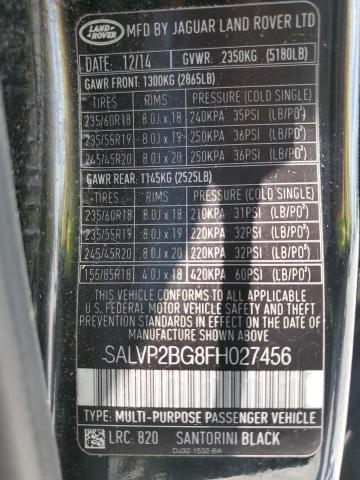 LAND ROVER MFD BY JAGUAR LAND ROVER LTD
DATE: 12/14 GVWR: 2350KG (5180LB)
GAWR FRONT: 1300KG (2865LB)
TIRES RIMS PRESSURE (COLD SINGLE)
235/60R18 8.0J x 18 240KPA 35PSI (LB/PO²)
235/55R19 8.0J x 19 250KPA 36PSI (LB/PO²)
245/45R20 8.0J x 20 250KPA 36PSI (LB/PO²)
GAWR REAR: 1145KG (2525LB)
TIRES RIMS PRESSURE (COLD SINGLE)
235/60R18 8.0J x 18 210KPA 31PSI (LB/PO²)
235/55R19 8.0J x 19 220KPA 32PSI (LB/PO²)
245/45R20 8.0J x 20 220KPA 32PSI (LB/PO²)
155/85R18 4.0J x 18 420KPA 60PSI (LB/PO²)
THIS VEHICLE CONFORMS TO ALL APPLICABLE
U.S FEDERAL MOTOR VEHICLE SAFETY STANDARDS
IN EFFECT ON THE DATE OF MANUFACTURE
SHOWN ABOVE
SALVP2BG8FH027456
TYPE: MULTI-PURPOSE PASSENGER VEHICLE
LRC: 820 SANTORINI BLACK
DJ32-1532-BA